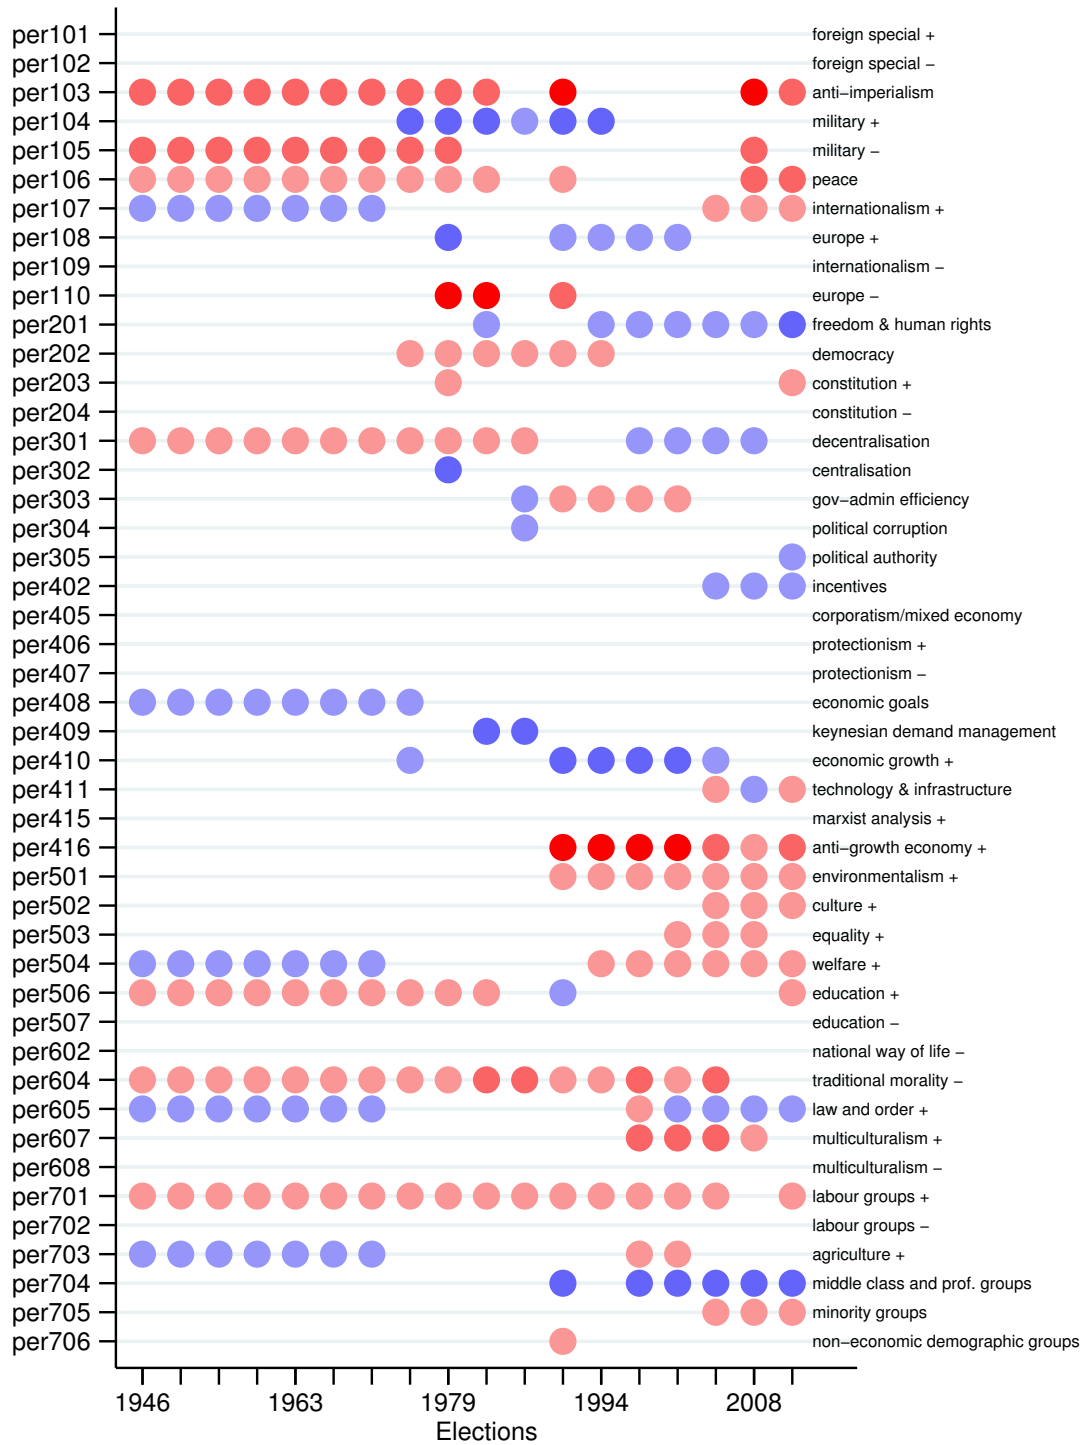 per101 foreign special +
per102 foreign special −
per103 anti−imperialism
per104 military +
per105 military −
per106 peace
per107 internationalism +
per108 europe +
per109 internationalism −
per110 europe −
per201 freedom & human rights
per202 democracy
per203 constitution +
per204 constitution −
per301 decentralisation
per302 centralisation
per303 gov−admin efficiency
per304 political corruption
per305 political authority
per402 incentives
per405 corporatism/mixed economy
per406 protectionism +
per407 protectionism −
per408 economic goals
per409 keynesian demand management
per410 economic growth +
per411 technology & infrastructure
per415 marxist analysis +
per416 anti−growth economy +
per501 environmentalism +
per502 culture +
per503 equality +
per504 welfare +
per506 education +
per507 education −
per602 national way of life −
per604 traditional morality −
per605 law and order +
per607 multiculturalism +
per608 multiculturalism −
per701 labour groups +
per702 labour groups −
per703 agriculture +
per704 middle class and prof. groups
per705 minority groups
per706 non−economic demographic groups
1946 1963 1979 1994 2008
Elections